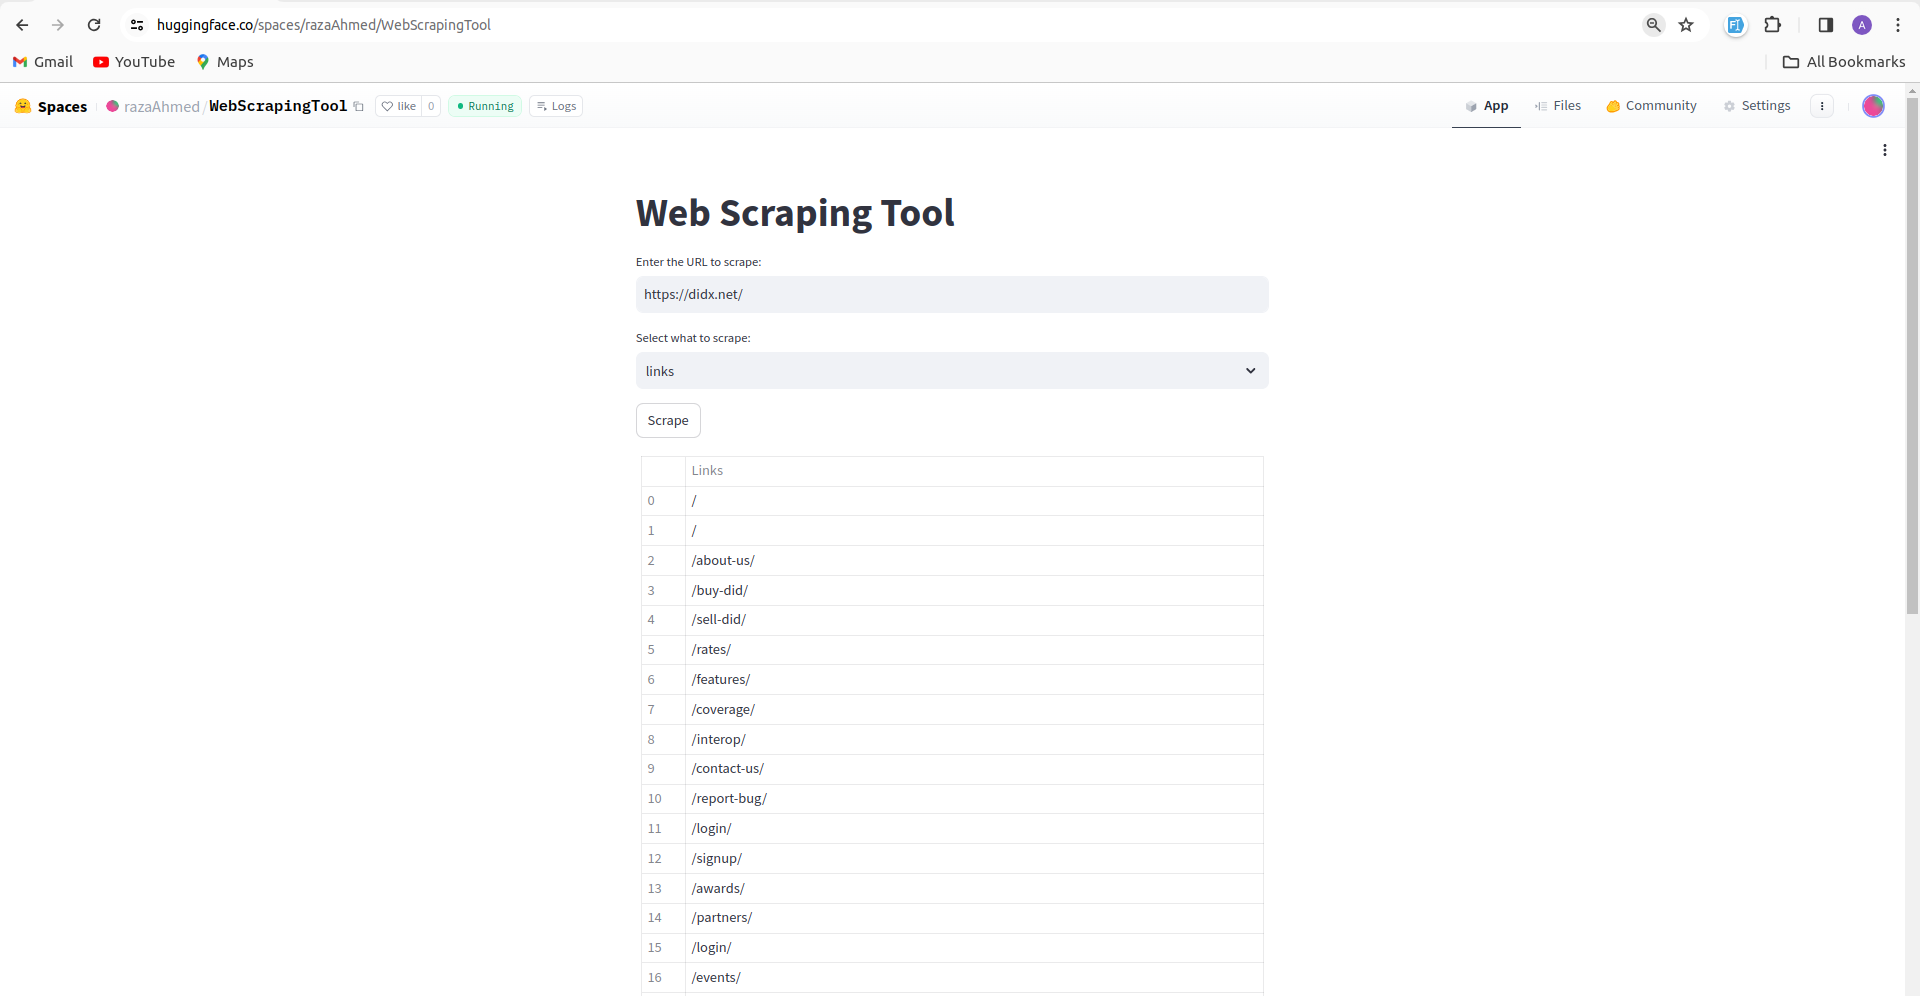 huggingface.co/spaces/razaAhmed/WebScrapingTool
A
Gmail YouTube Maps All Bookmarks
Spaces razaAhmed/WebScrapingTool like 0 Running Logs App Files Community Settings
Web Scraping Tool
Enter the URL to scrape:
https://didx.net/
Select what to scrape:
links
Scrape
Links
0 /
1 /
2 /about-us/
3 /buy-did/
4 /sell-did/
5 /rates/
6 /features/
7 /coverage/
8 /interop/
9 /contact-us/
10 /report-bug/
11 /login/
12 /signup/
13 /awards/
14 /partners/
15 /login/
16 /events/